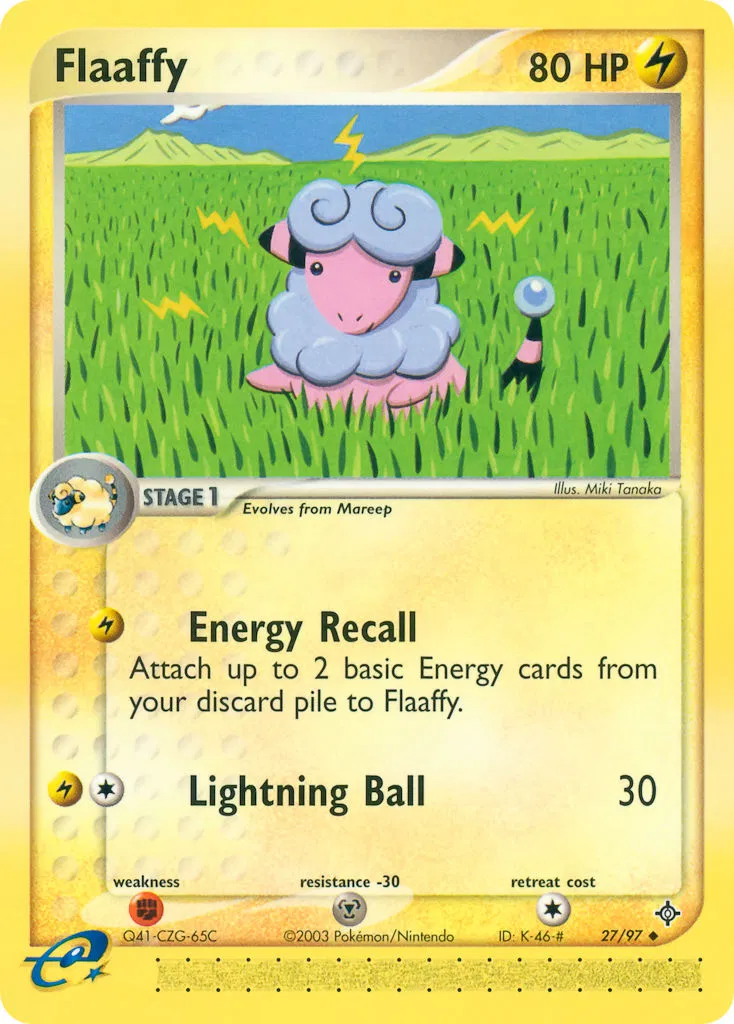 Flaaffy
80 HP
Illus. Miki Tanaka
STAGE 1
Evolves from Mareep
Energy Recall
Attach up to 2 basic Energy cards from
your discard pile to Flaaffy.
Lightning Ball 30
weakness resistance -30 retreat cost
Q41-CZG-65C ©2003 Pokémon/Nintendo ID: K-46-# 27/97
e